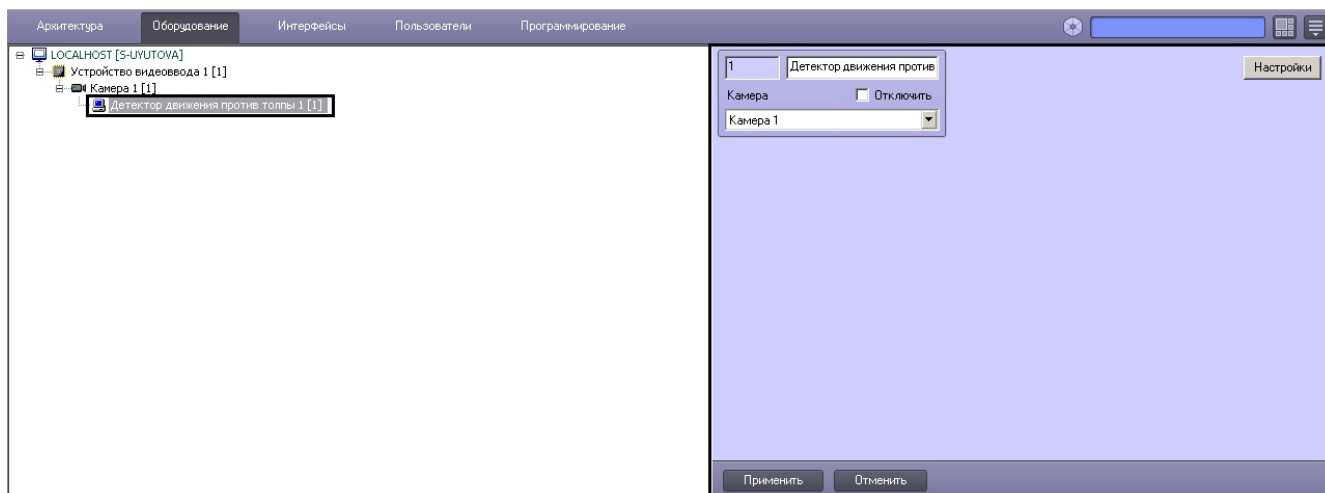 Архитектура Оборудование Интерфейсы Пользователи Программирование
LOCALHOST [S-UYUTOVA]
Устройство видеоввода 1 [1]
Камера 1 [1]
Детектор движения против толпы 1 [1]
1 Детектор движения против
Настройки
Камера Отключить
Камера 1
Применить Отменить